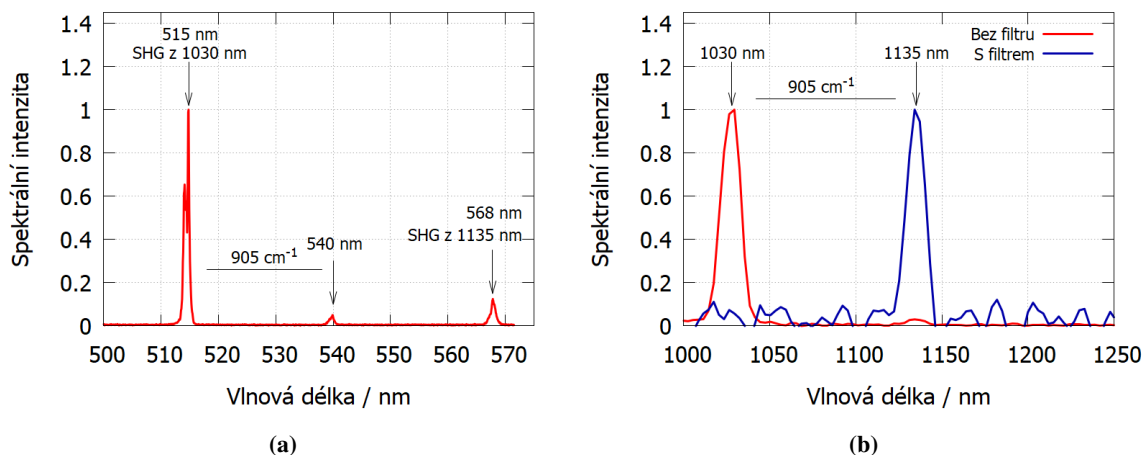 1.4
1.2
1
0.8
0.6
0.4
0.2
0
500 510 520 530 540 550 560 570
Spektrální intenzita
Vlnová délka / nm
515 nm
SHG z 1030 nm
905 cm⁻¹
540 nm
568 nm
SHG z 1135 nm
(a)
1.4
1.2
1
0.8
0.6
0.4
0.2
0
1000 1050 1100 1150 1200 1250
Spektrální intenzita
Vlnová délka / nm
Bez filtru
S filtrem
1030 nm
1135 nm
905 cm⁻¹
(b)